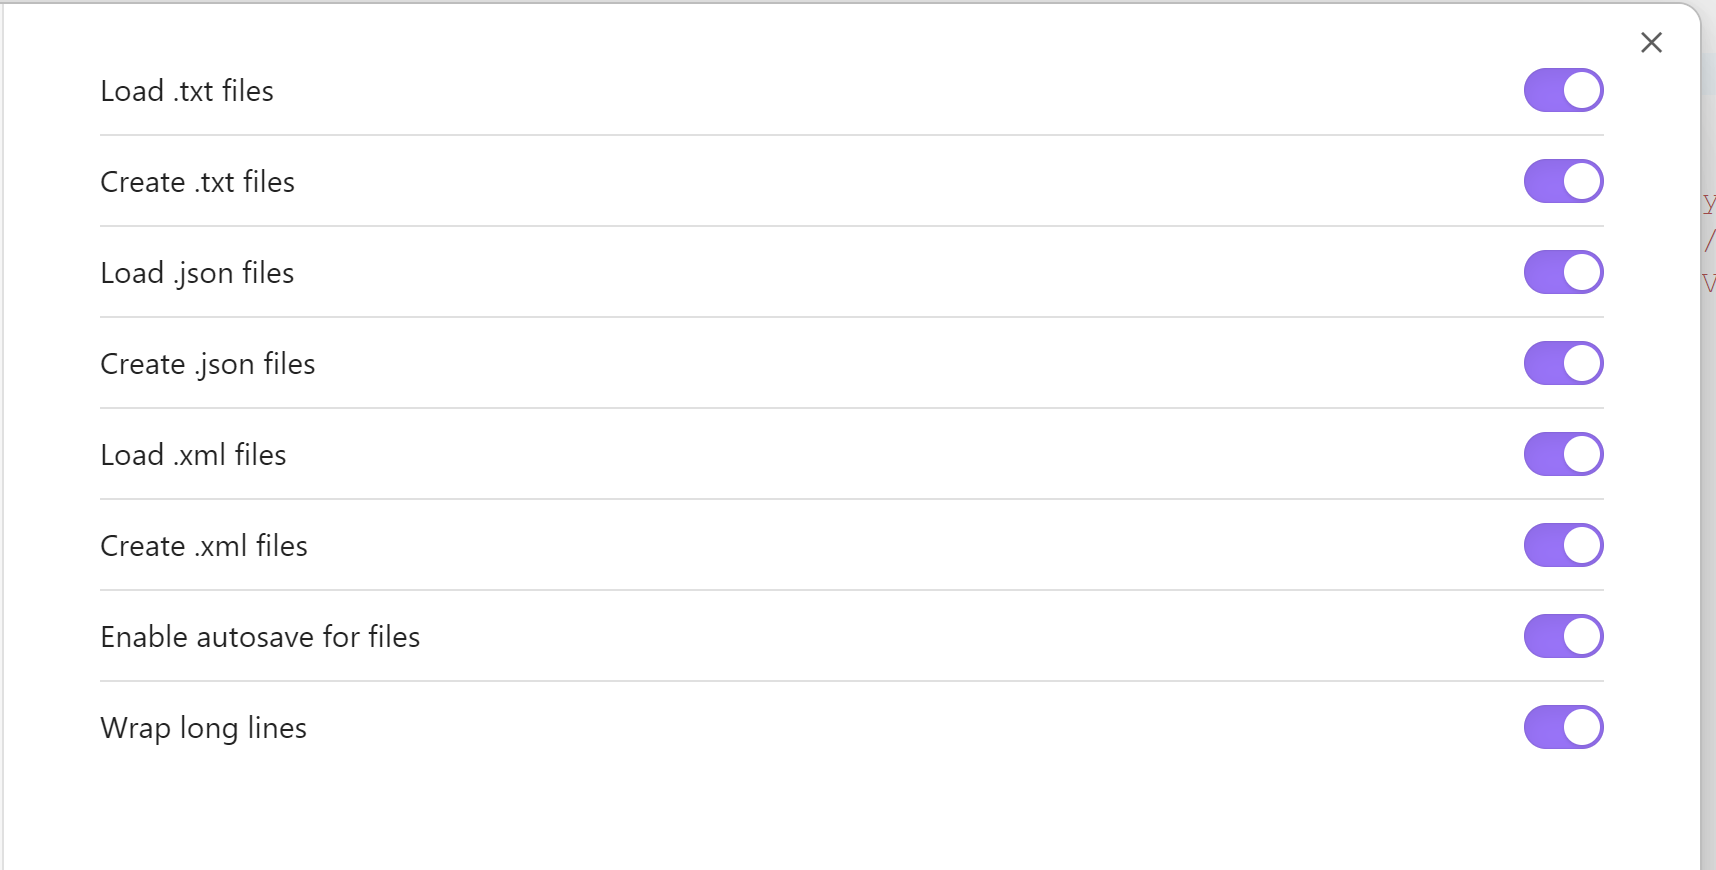 Load .txt files
Create .txt files
Load .json files
Create .json files
Load .xml files
Create .xml files
Enable autosave for files
Wrap long lines
y
/